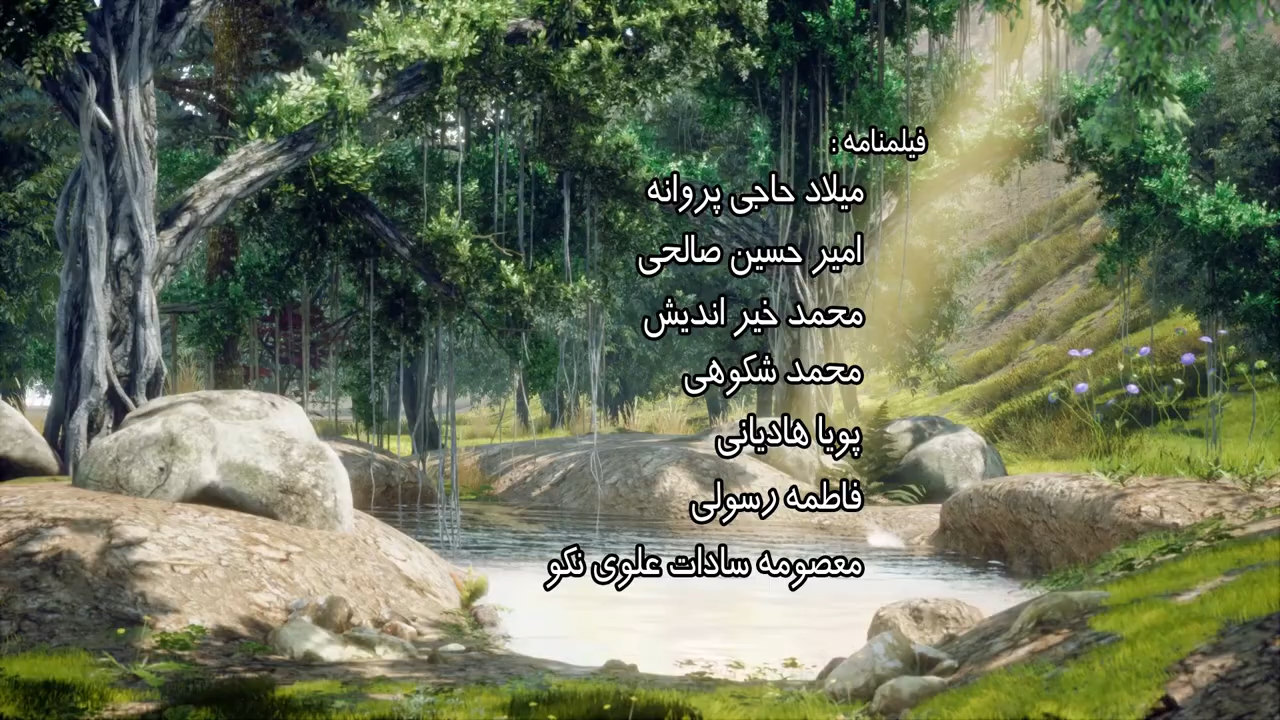 فیلمنامه :
میلاد حاجی پروانه
امیر حسین صالحی
محمد خیر اندیش
محمد شکوهی
پویا هادیانی
فاطمه رسولی
معصومه سادات علوی نکو